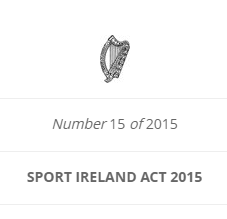 Number 15 of 2015
SPORT IRELAND ACT 2015